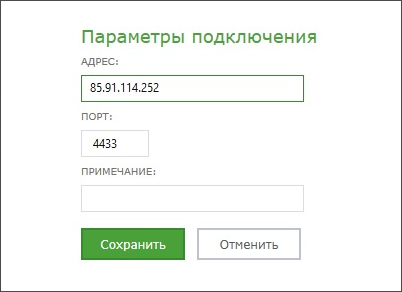 Параметры подключения
АДРЕС:
85.91.114.252
ПОРТ:
4433
ПРИМЕЧАНИЕ:
Сохранить
Отменить